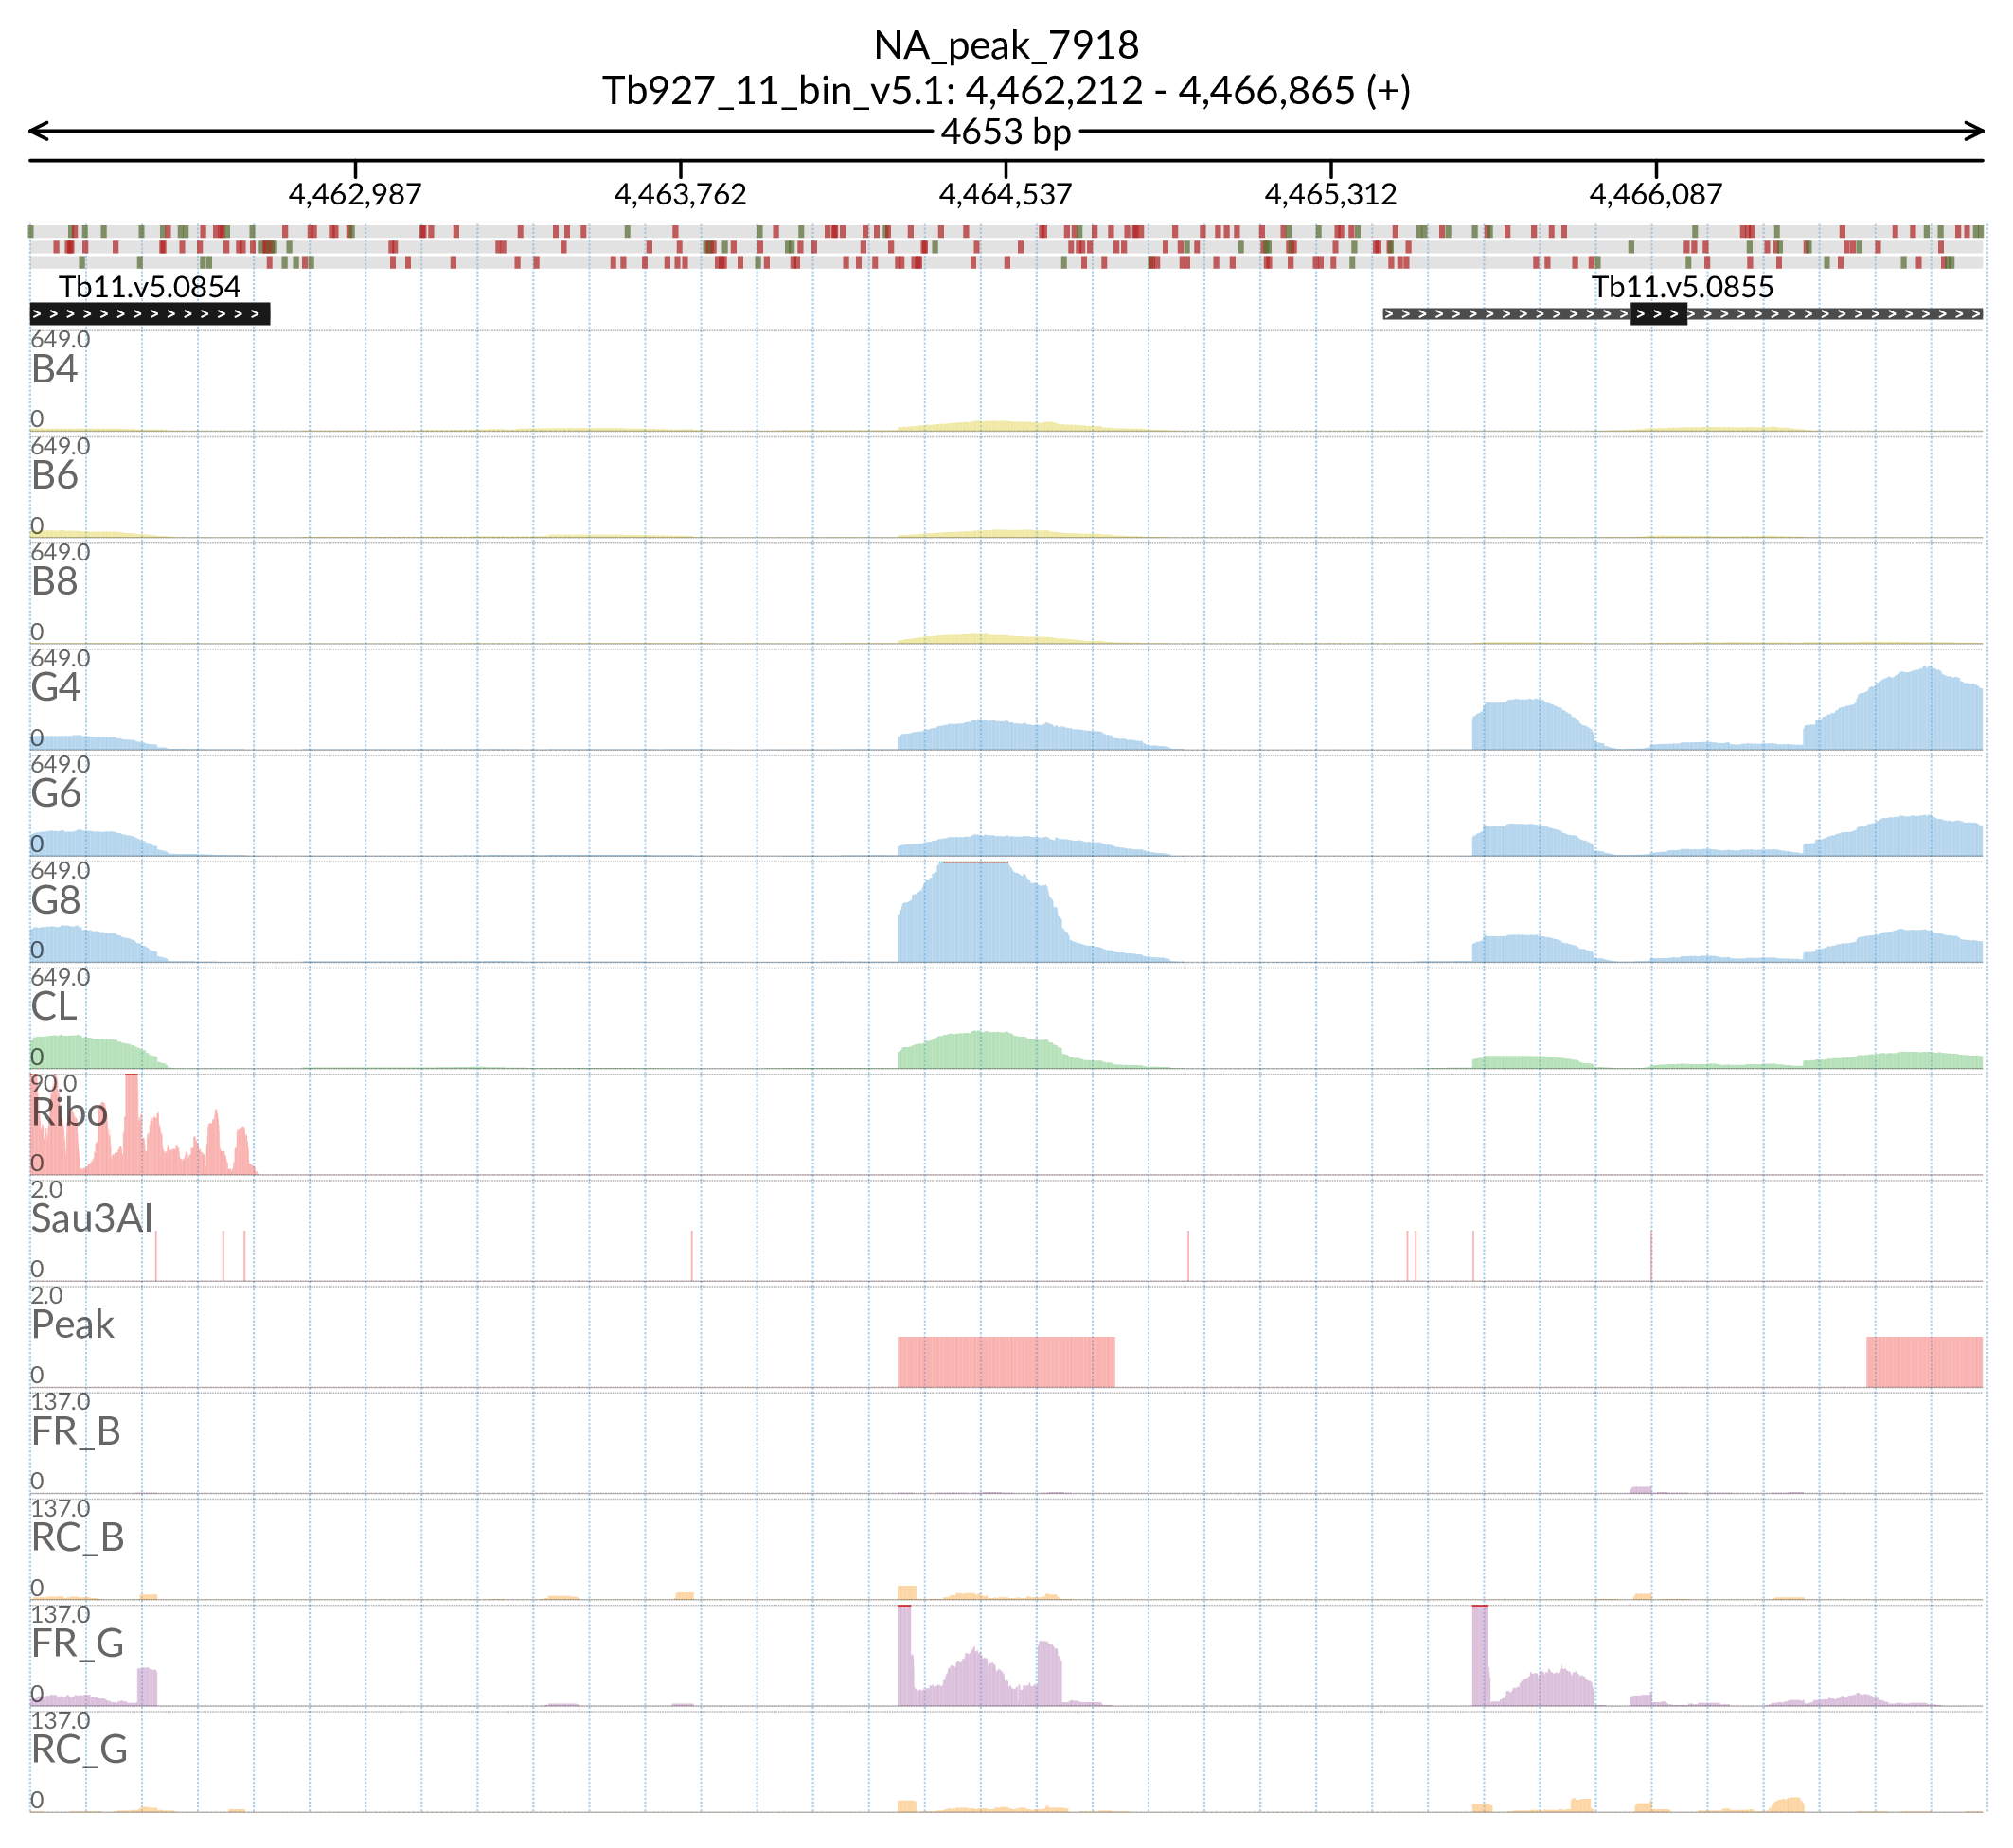 NA_peak_7918
Tb927_11_bin_v5.1: 4,462,212 - 4,466,865 (+)
4653 bp
4,462,987 4,463,762 4,464,537 4,465,312 4,466,087
Tb11.v5.0854 Tb11.v5.0855
649.0
B4
0
649.0
B6
0
649.0
B8
0
649.0
G4
0
649.0
G6
0
649.0
G8
0
649.0
CL
0
90.0
Ribo
0
2.0
Sau3AI
0
2.0
Peak
0
137.0
FR_B
0
137.0
RC_B
0
137.0
FR_G
0
137.0
RC_G
0